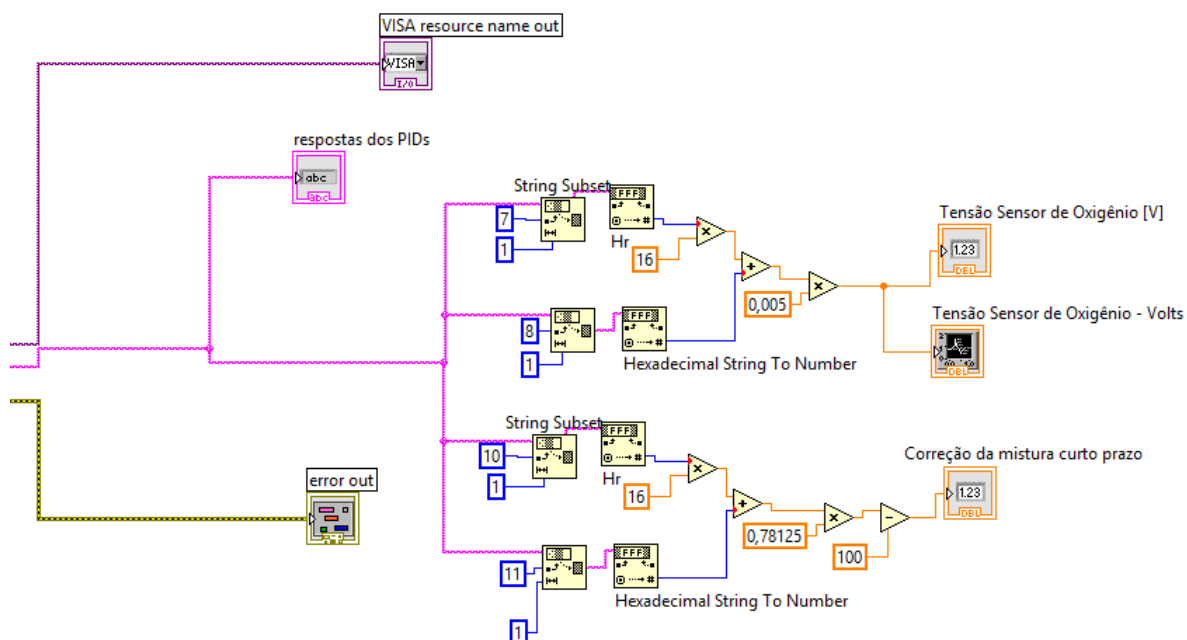 VISA resource name out
VISA
I/O
respostas dos PIDs
abc
abc
String Subset
FFF
7
1
Hr
16
Tensão Sensor de Oxigênio [V]
1.23
DBL
0,005
8
FFF
1
Hexadecimal String To Number
Tensão Sensor de Oxigênio - Volts
DBL
String Subset
FFF
10
1
Hr
16
Correção da mistura curto prazo
1.23
DBL
error out
0,78125
100
FFF
11
Hexadecimal String To Number
1